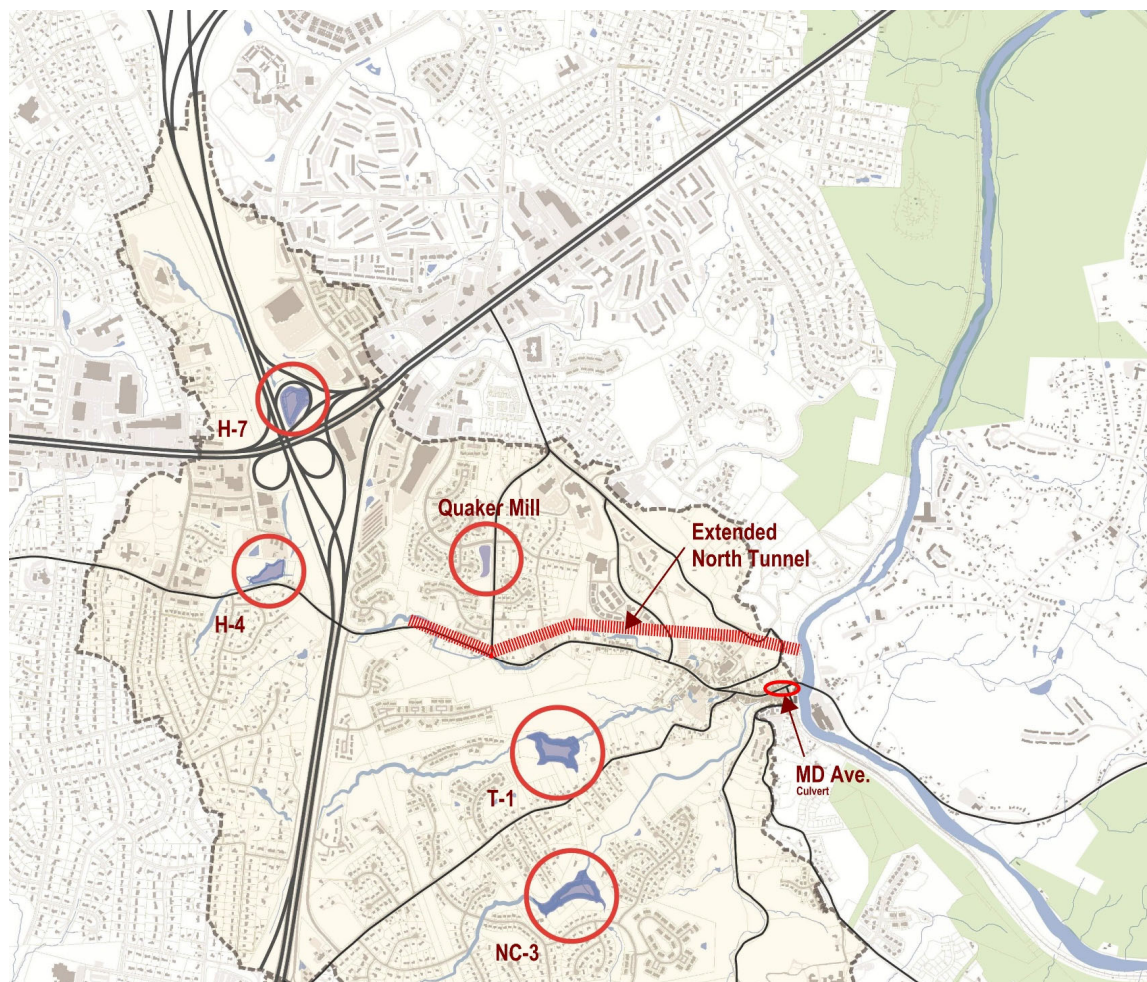 H-7
Quaker Mill
Extended
North Tunnel
H-4
MD Ave.
Culvert
T-1
NC-3